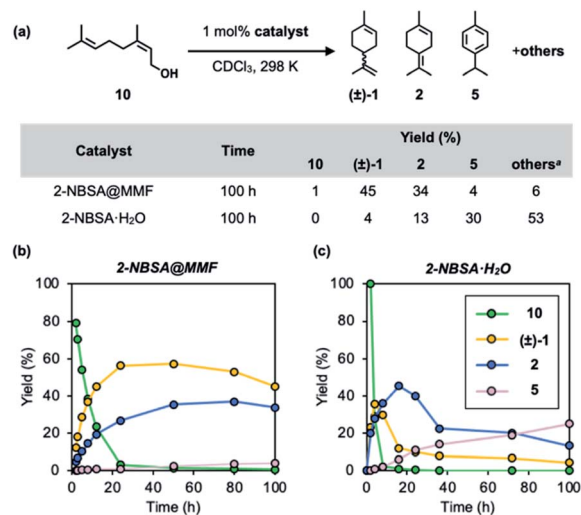 (a)
1 mol% catalyst
CDCl₃, 298 K
OH
+others
10
(±)-1
2
5
Catalyst Time Yield (%)
10 (±)-1 2 5 othersᵃ
2-NBSA@MMF 100 h 1 45 34 4 6
2-NBSA·H₂O 100 h 0 4 13 30 53
(b)
2-NBSA@MMF
Yield (%)
100
80
60
40
20
0
0 20 40 60 80 100
Time (h)
(c)
2-NBSA·H₂O
Yield (%)
100
80
60
40
20
0
0 20 40 60 80 100
Time (h)
10
(±)-1
2
5